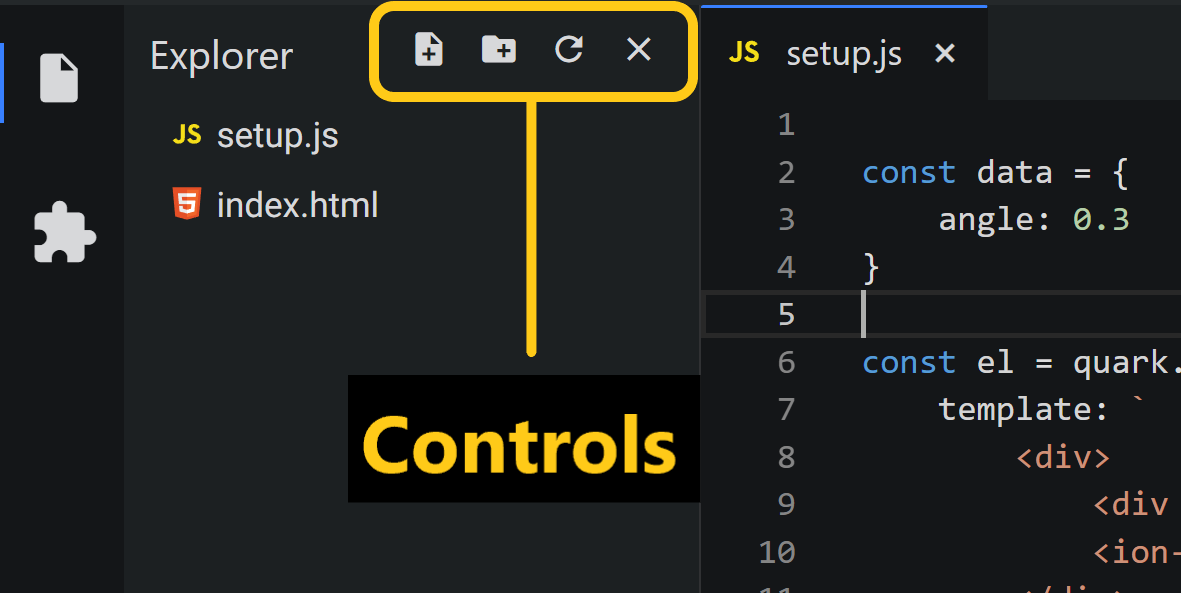 Explorer
JS setup.js
5 index.html
Controls
JS setup.js
1
2 const data = {
3 angle: 0.3
4 }
5
6 const el = quark.
7 template: `
8 <div>
9 <div
10 <ion-